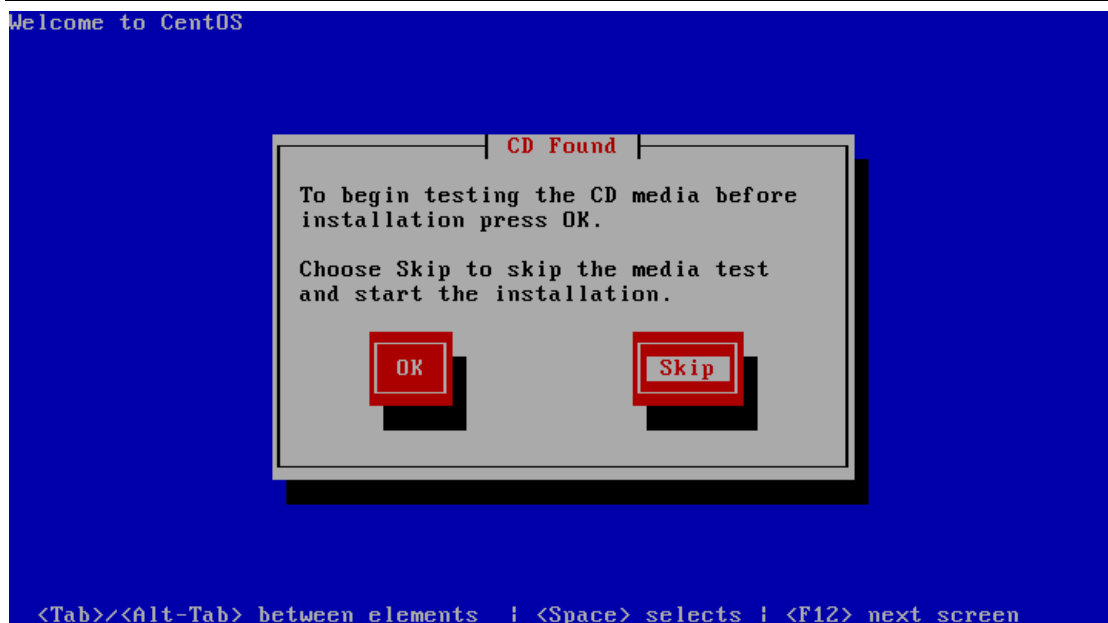 Welcome to CentOS
CD Found
To begin testing the CD media before
installation press OK.
Choose Skip to skip the media test
and start the installation.
OK Skip
<Tab>/<Alt-Tab> between elements | <Space> selects | <F12> next screen